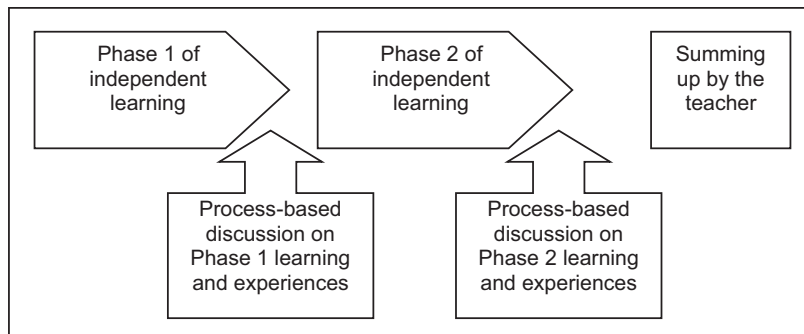 Phase 1 of
independent
learning
Phase 2 of
independent
learning
Summing
up by the
teacher
Process-based
discussion on
Phase 1 learning
and experiences
Process-based
discussion on
Phase 2 learning
and experiences